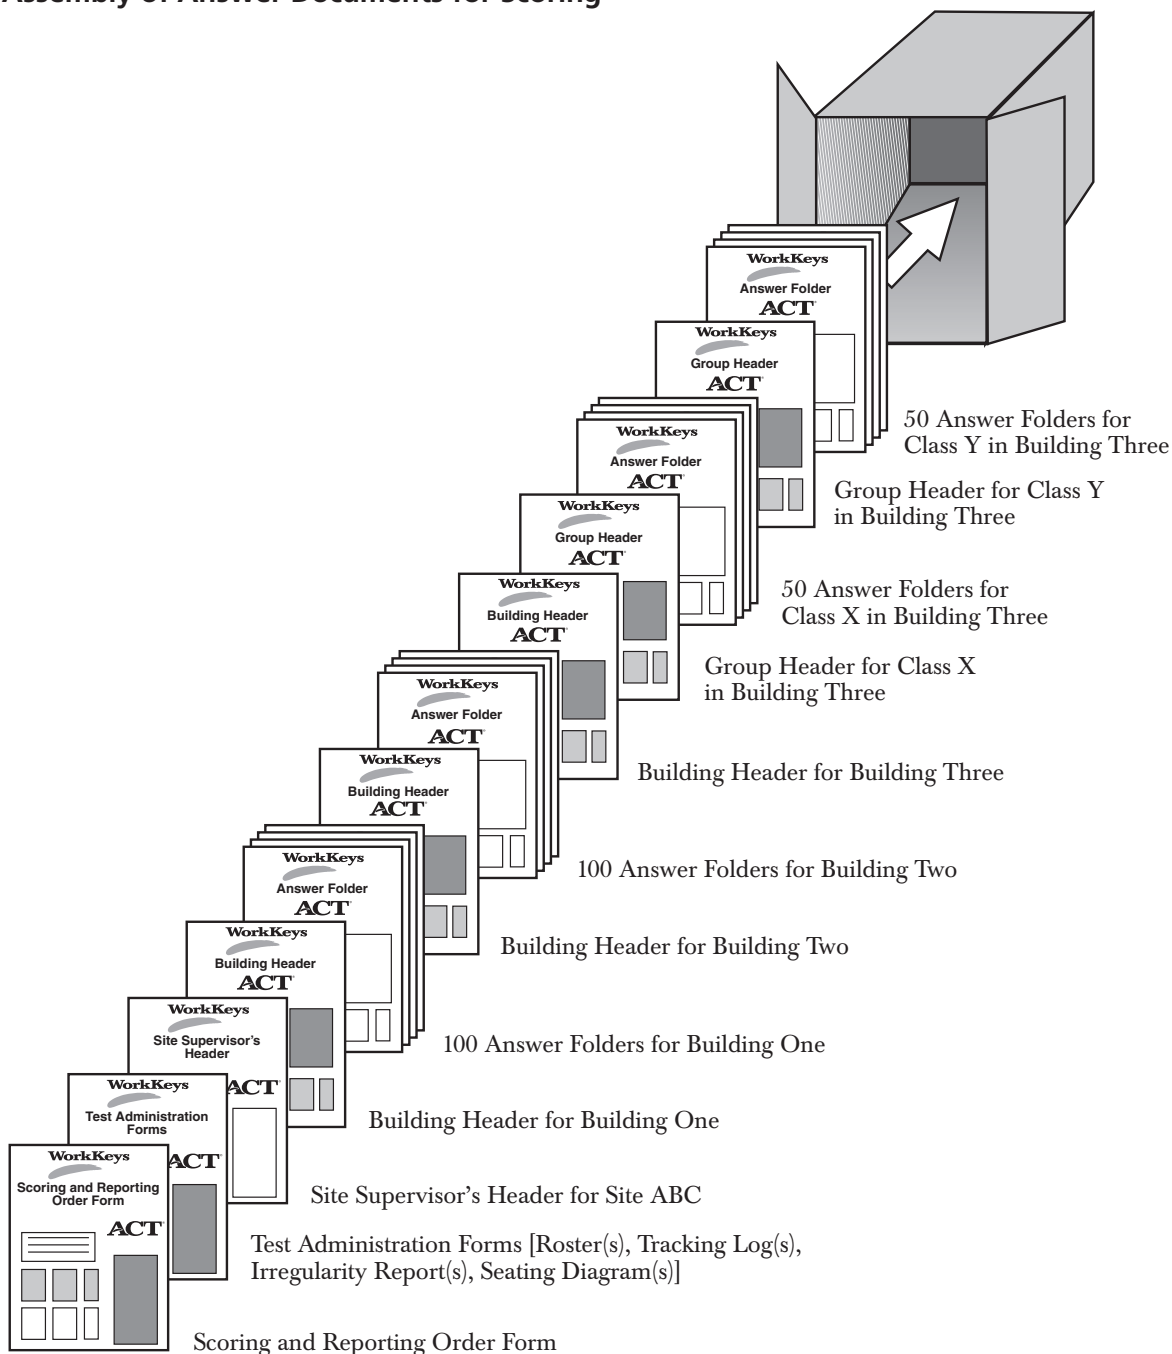 Assembly of Answer Documents for Scoring
WorkKeys
Answer Folder
ACT
WorkKeys
Group Header
ACT
50 Answer Folders for
Class Y in Building Three
WorkKeys
Answer Folder
ACT
Group Header for Class Y
in Building Three
WorkKeys
Group Header
ACT
50 Answer Folders for
Class X in Building Three
WorkKeys
Building Header
ACT
Group Header for Class X
in Building Three
WorkKeys
Answer Folder
ACT
Building Header for Building Three
WorkKeys
Building Header
ACT
100 Answer Folders for Building Two
WorkKeys
Answer Folder
ACT
Building Header for Building Two
WorkKeys
Building Header
ACT
100 Answer Folders for Building One
WorkKeys
Site Supervisor's
Header
ACT
Building Header for Building One
WorkKeys
Test Administration
Forms
ACT
Site Supervisor's Header for Site ABC
WorkKeys
Scoring and Reporting
Order Form
ACT
Test Administration Forms [Roster(s), Tracking Log(s),
Irregularity Report(s), Seating Diagram(s)]
Scoring and Reporting Order Form